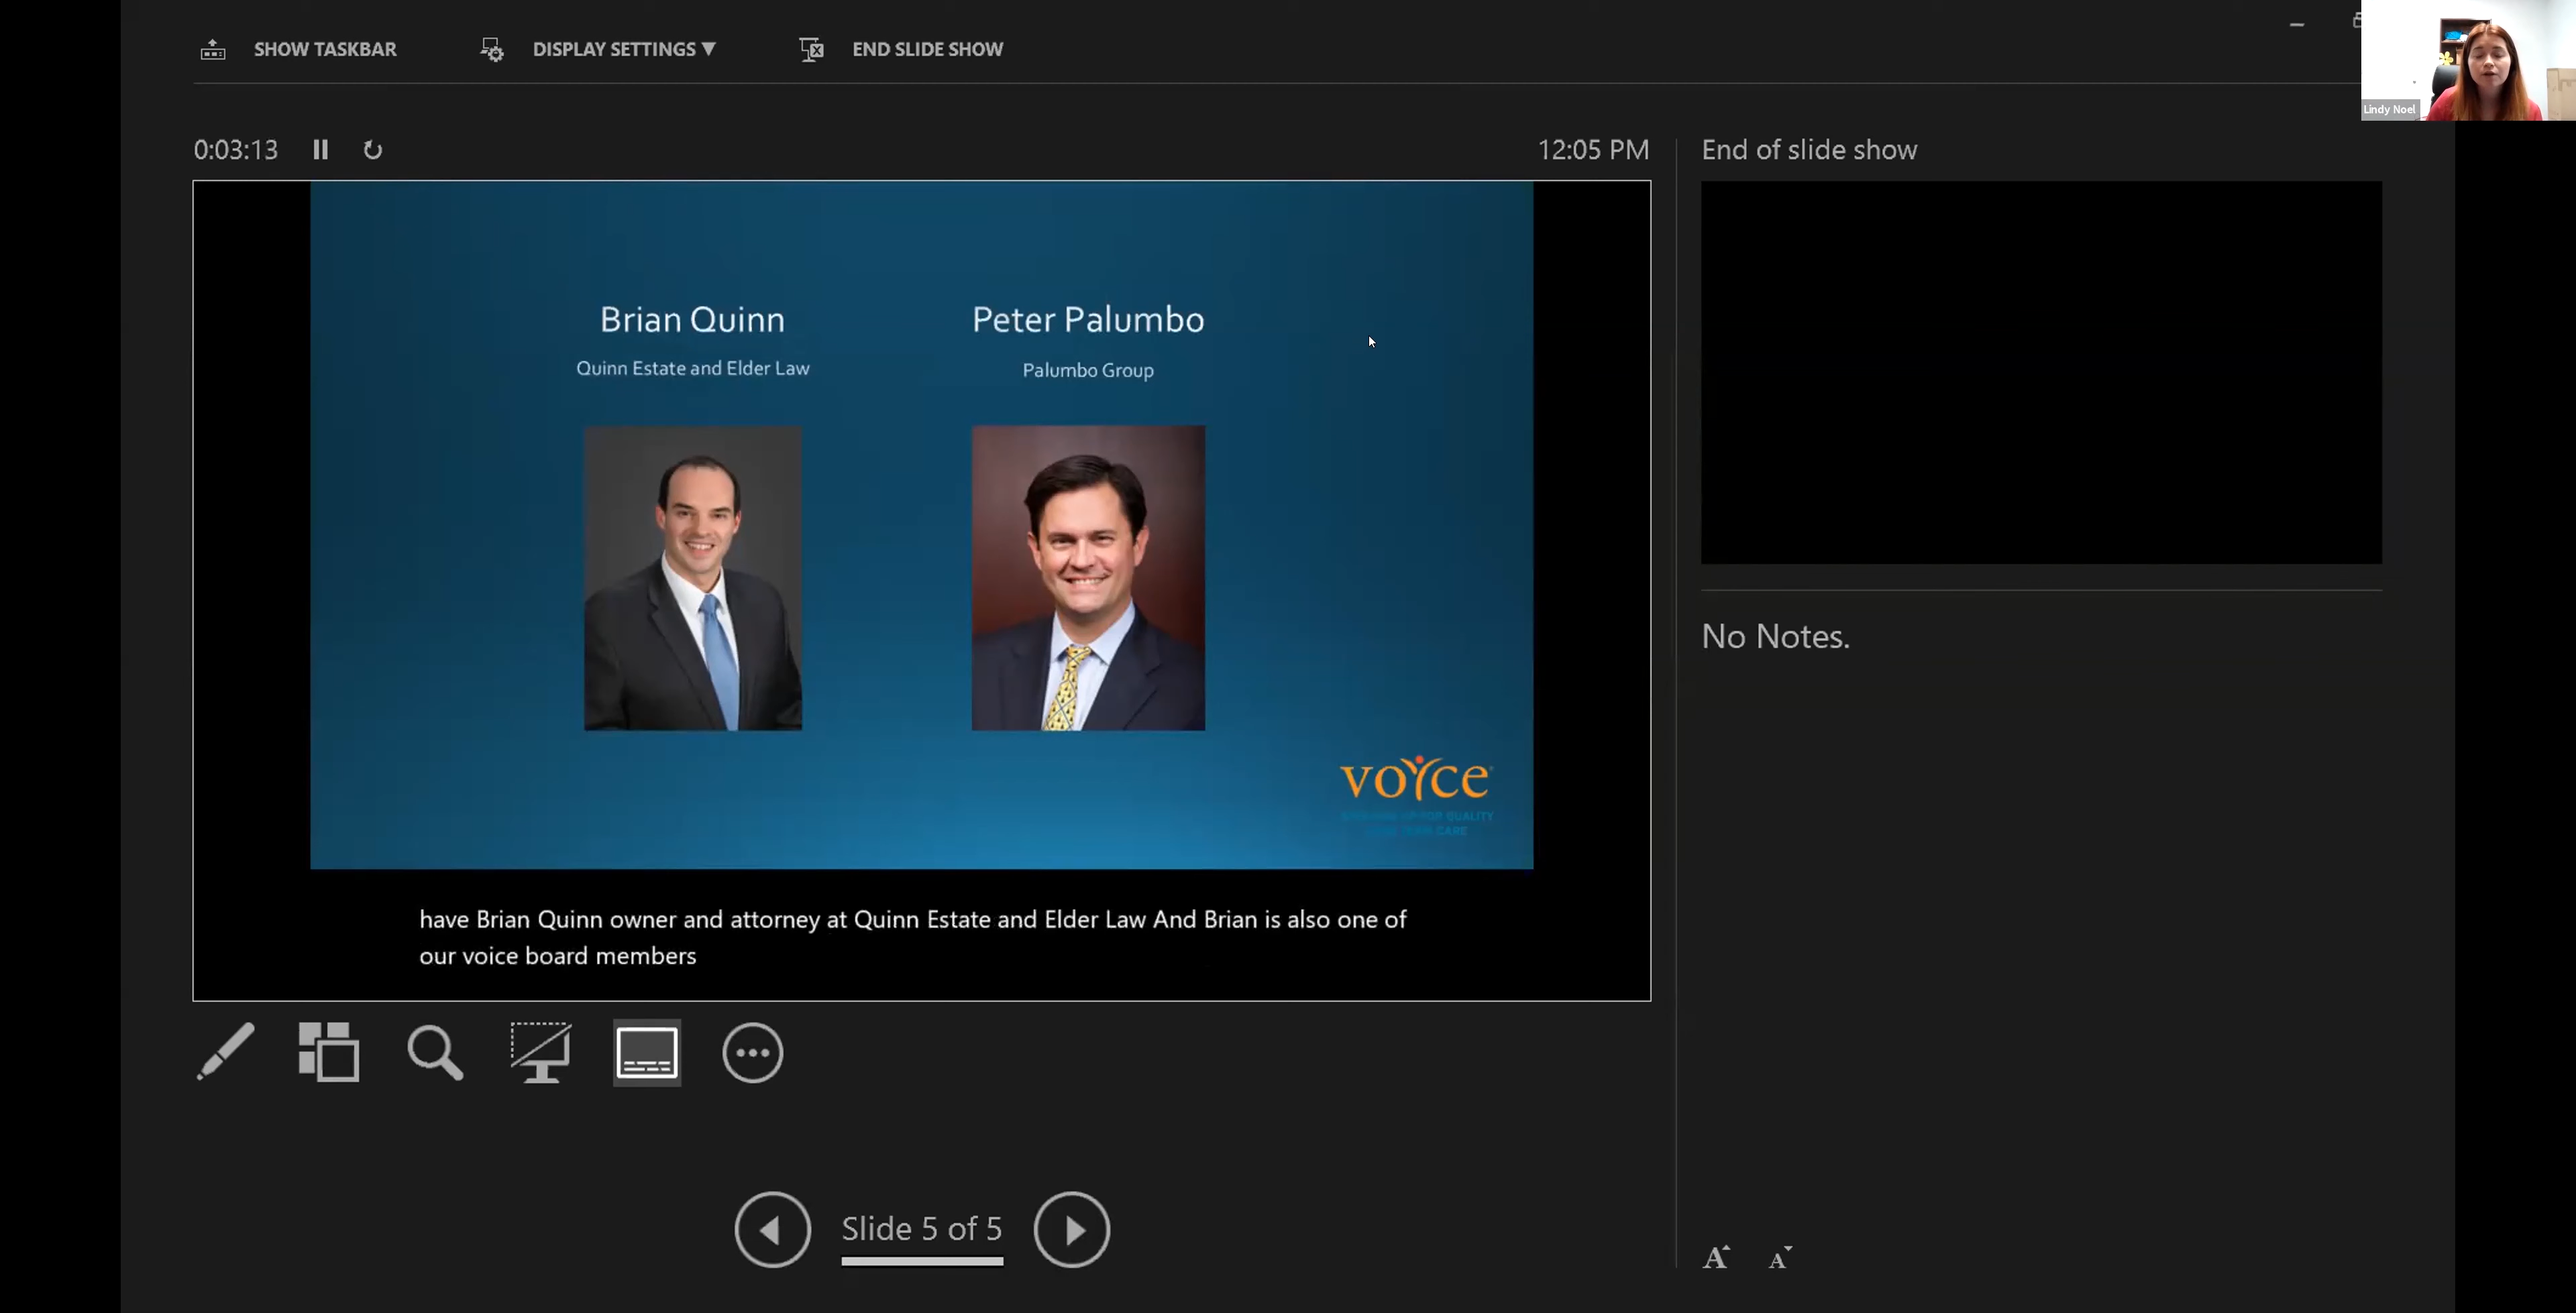 SHOW TASKBAR
DISPLAY SETTINGS ▼
END SLIDE SHOW
Lindy Noel
0:03:13
12:05 PM
End of slide show
Brian Quinn
Peter Palumbo
Quinn Estate and Elder Law
Palumbo Group
No Notes.
voYce
FOR QUALITY
CARE
have Brian Quinn owner and attorney at Quinn Estate and Elder Law And Brian is also one of
our voice board members
Slide 5 of 5
A A